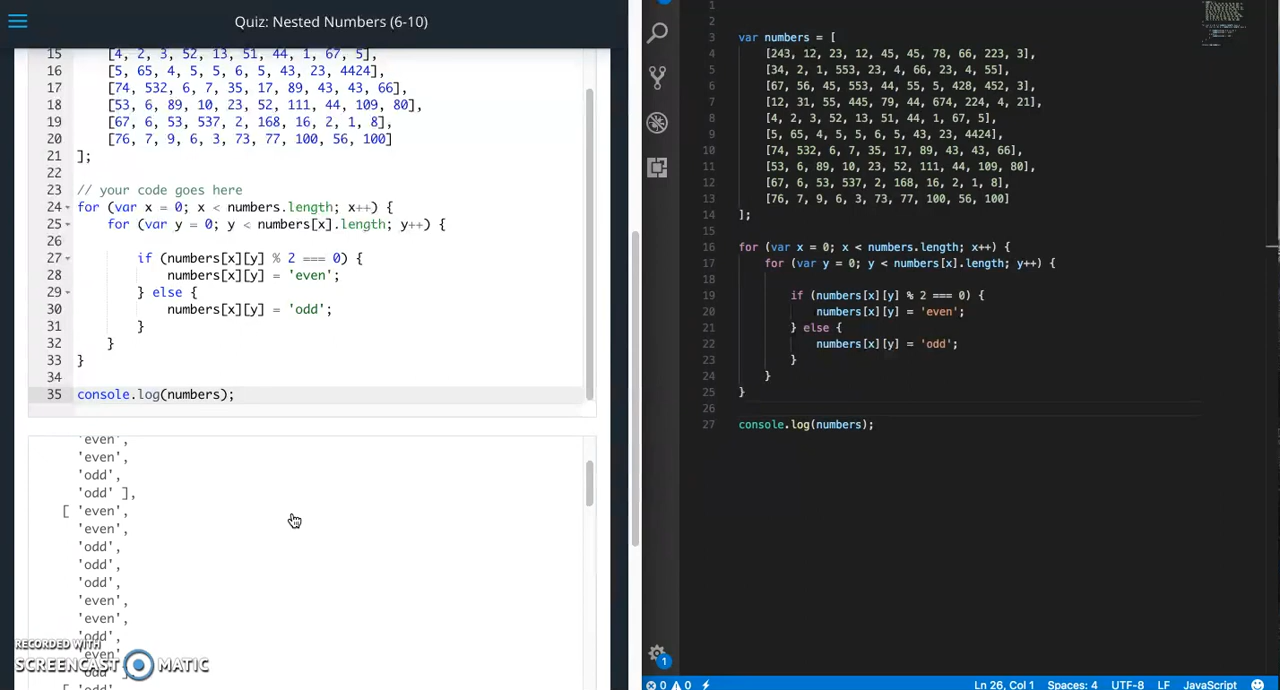 Quiz: Nested Numbers (6-10)
15 [4, 2, 3, 52, 13, 51, 44, 1, 67, 5],
16 [5, 65, 4, 5, 5, 6, 5, 43, 23, 4424],
17 [74, 532, 6, 7, 35, 17, 89, 43, 43, 66],
18 [53, 6, 89, 10, 23, 52, 111, 44, 109, 80],
19 [67, 6, 53, 537, 2, 168, 16, 2, 1, 8],
20 [76, 7, 9, 6, 3, 73, 77, 100, 56, 100]
21 ];
22
23 // your code goes here
24 for (var x = 0; x < numbers.length; x++) {
25 for (var y = 0; y < numbers[x].length; y++) {
26
27 if (numbers[x][y] % 2 === 0) {
28 numbers[x][y] = 'even';
29 } else {
30 numbers[x][y] = 'odd';
31 }
32 }
33 }
34
35 console.log(numbers);
'even',
'even',
'odd',
'odd' ],
[ 'even',
'even',
'odd',
'odd',
'odd',
'even',
'even',
'odd',
'even',
RECORDED WITH
SCREENCAST MATIC
1
2
3 var numbers = [
4 [243, 12, 23, 12, 45, 45, 78, 66, 223, 3],
5 [34, 2, 1, 553, 23, 4, 66, 23, 4, 55],
6 [67, 56, 45, 553, 44, 55, 5, 428, 452, 3],
7 [12, 31, 55, 445, 79, 44, 674, 224, 4, 21],
8 [4, 2, 3, 52, 13, 51, 44, 1, 67, 5],
9 [5, 65, 4, 5, 5, 6, 5, 43, 23, 4424],
10 [74, 532, 6, 7, 35, 17, 89, 43, 43, 66],
11 [53, 6, 89, 10, 23, 52, 111, 44, 109, 80],
12 [67, 6, 53, 537, 2, 168, 16, 2, 1, 8],
13 [76, 7, 9, 6, 3, 73, 77, 100, 56, 100]
14 ];
15
16 for (var x = 0; x < numbers.length; x++) {
17 for (var y = 0; y < numbers[x].length; y++) {
18
19 if (numbers[x][y] % 2 === 0) {
20 numbers[x][y] = 'even';
21 } else {
22 numbers[x][y] = 'odd';
23 }
24 }
25 }
26
27 console.log(numbers);
1
0 0 Ln 26, Col 1 Spaces: 4 UTF-8 LF JavaScript